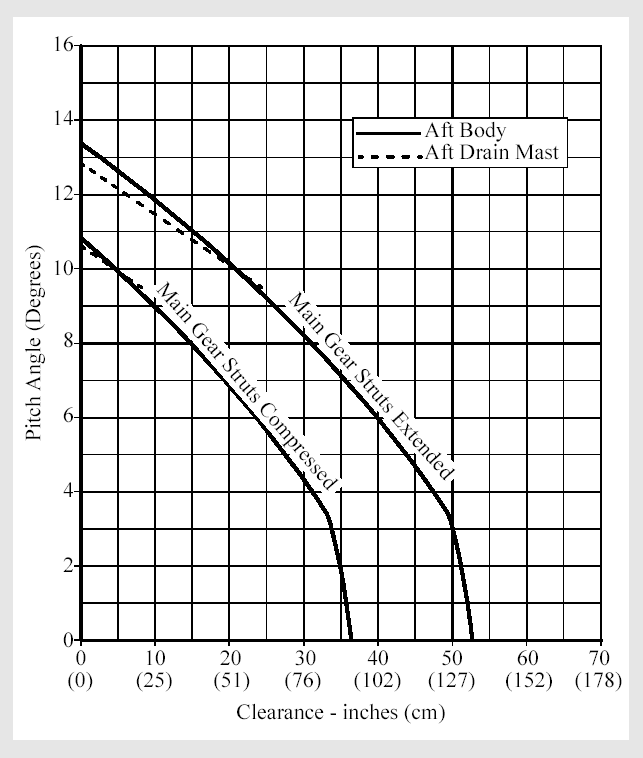 16
14
12
10
8
6
4
2
0
Pitch Angle (Degrees)
Aft Body
Aft Drain Mast
Main Gear Struts Extended
Main Gear Struts Compressed
0 10 20 30 40 50 60 70
(0) (25) (51) (76) (102) (127) (152) (178)
Clearance - inches (cm)